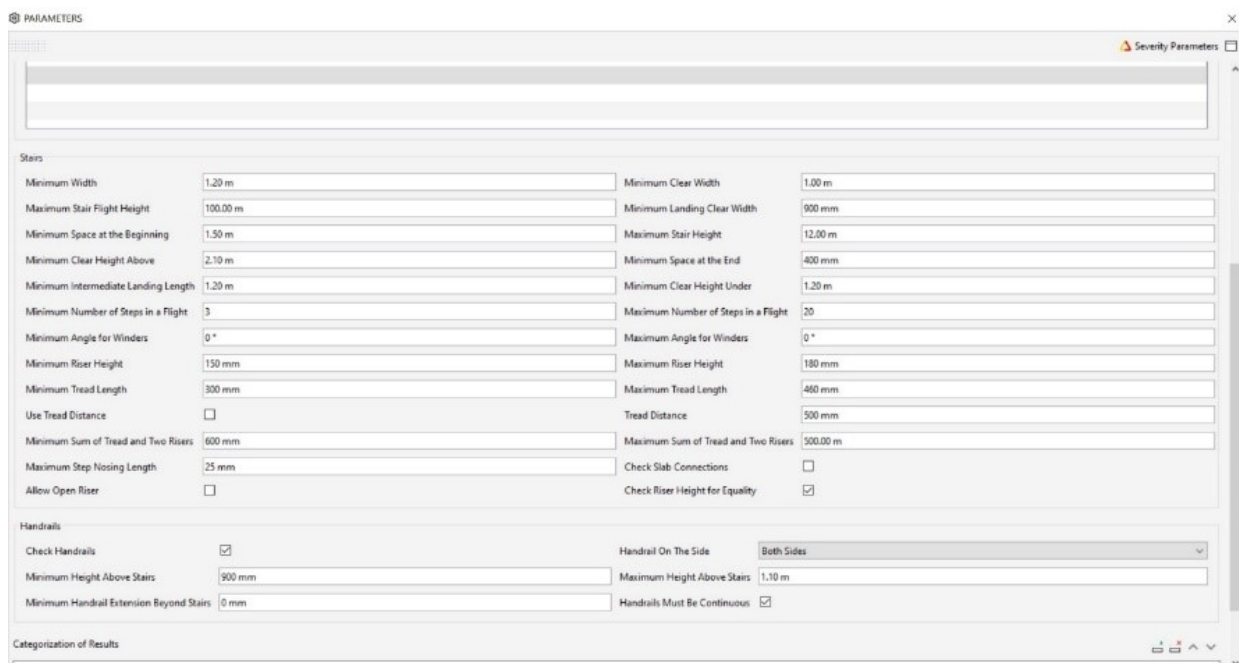 PARAMETERS
Severity Parameters
Stairs
Minimum Width 1.20 m Minimum Clear Width 1.00 m
Maximum Stair Flight Height 100.00 m Minimum Landing Clear Width 900 mm
Minimum Space at the Beginning 1.50 m Maximum Stair Height 12.00 m
Minimum Clear Height Above 2.10 m Minimum Space at the End 400 mm
Minimum Intermediate Landing Length 1.20 m Minimum Clear Height Under 1.20 m
Minimum Number of Steps in a Flight 3 Maximum Number of Steps in a Flight 20
Minimum Angle for Winders 0 ° Maximum Angle for Winders 0 °
Minimum Riser Height 150 mm Maximum Riser Height 180 mm
Minimum Tread Length 300 mm Maximum Tread Length 460 mm
Use Tread Distance Tread Distance 500 mm
Minimum Sum of Tread and Two Risers 600 mm Maximum Sum of Tread and Two Risers 500.00 m
Maximum Step Nosing Length 25 mm Check Slab Connections
Allow Open Riser Check Riser Height for Equality
Handrails
Check Handrails Handrail On The Side Both Sides
Minimum Height Above Stairs 900 mm Maximum Height Above Stairs 1.10 m
Minimum Handrail Extension Beyond Stairs 0 mm Handrails Must Be Continuous
Categorization of Results